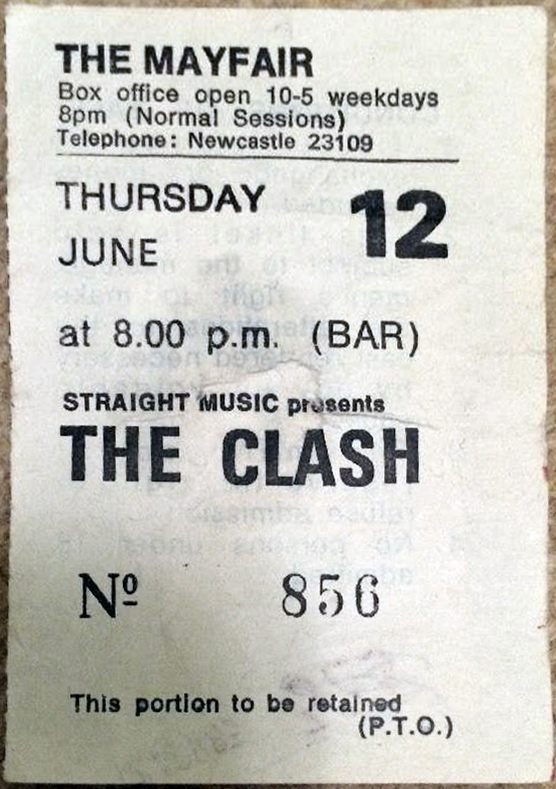 THE MAYFAIR
Box office open 10-5 weekdays
8pm (Normal Sessions)
Telephone: Newcastle 23109
THURSDAY 12
JUNE
at 8.00 p.m. (BAR)
STRAIGHT MUSIC presents
THE CLASH
Nº 856
This portion to be retained
(P.T.O.)